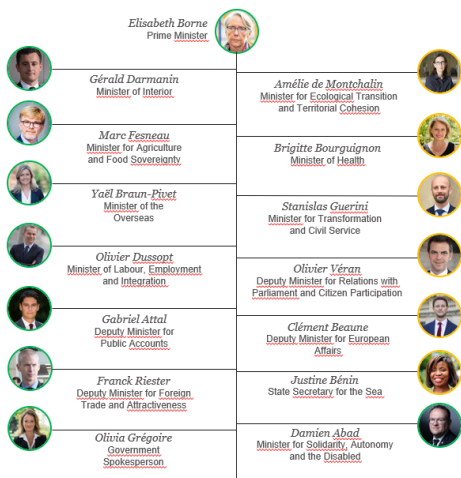 Elisabeth Borne
Prime Minister
Gérald Darmanin
Minister of Interior
Amélie de Montchalin
Minister for Ecological Transition
and Territorial Cohesion
Marc Fesneau
Minister for Agriculture
and Food Sovereignty
Brigitte Bourguignon
Minister of Health
Yaël Braun-Pivet
Minister of the
Overseas
Stanislas Guerini
Minister for Transformation
and Civil Service
Olivier Dussopt
Minister of Labour, Employment
and Integration
Olivier Véran
Deputy Minister for Relations with
Parliament and Citizen Participation
Gabriel Attal
Deputy Minister for
Public Accounts
Clément Beaune
Deputy Minister for European
Affairs
Franck Riester
Deputy Minister for Foreign
Trade and Attractiveness
Justine Bénin
State Secretary for the Sea
Olivia Grégoire
Government
Spokesperson
Damien Abad
Minister for Solidarity, Autonomy
and the Disabled